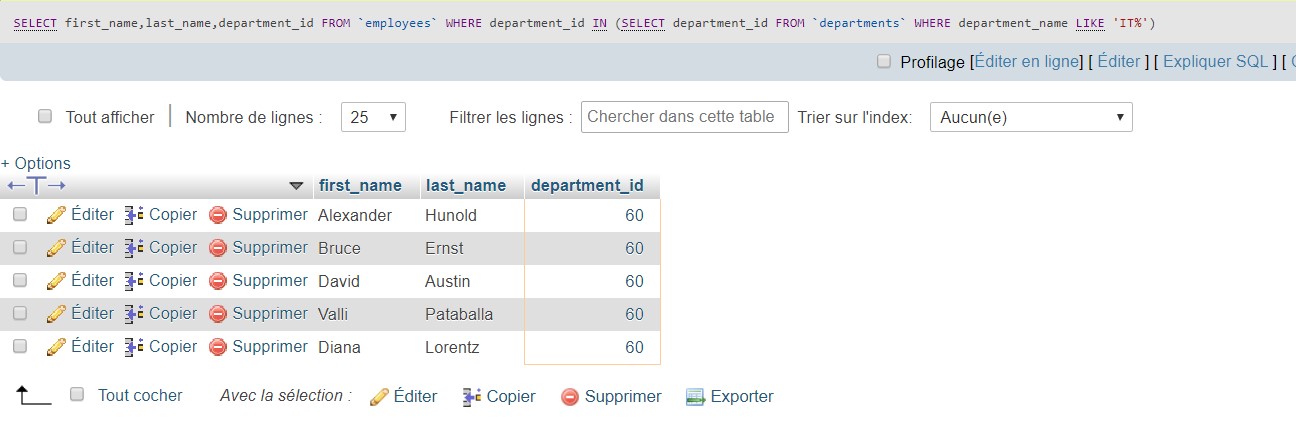 SELECT first_name,last_name,department_id FROM `employees` WHERE department_id IN (SELECT department_id FROM `departments` WHERE department_name LIKE 'IT%')
Profilage [Éditer en ligne] [ Éditer ] [ Expliquer SQL ] [
Tout afficher | Nombre de lignes : 25 Filtrer les lignes : Chercher dans cette table Trier sur l'index: Aucun(e)
+ Options
←T→ first_name last_name department_id
Éditer Copier Supprimer Alexander Hunold 60
Éditer Copier Supprimer Bruce Ernst 60
Éditer Copier Supprimer David Austin 60
Éditer Copier Supprimer Valli Pataballa 60
Éditer Copier Supprimer Diana Lorentz 60
Tout cocher Avec la sélection : Éditer Copier Supprimer Exporter